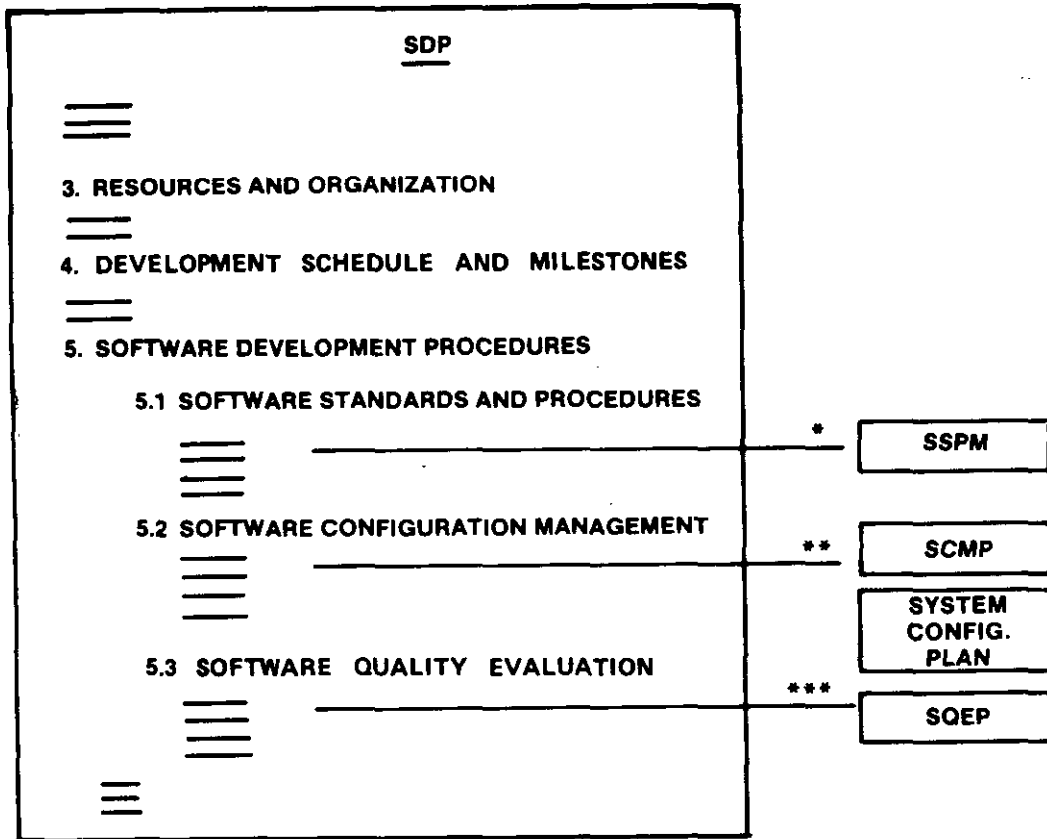 SDP
3. RESOURCES AND ORGANIZATION
4. DEVELOPMENT SCHEDULE AND MILESTONES
5. SOFTWARE DEVELOPMENT PROCEDURES
5.1 SOFTWARE STANDARDS AND PROCEDURES
* SSPM
5.2 SOFTWARE CONFIGURATION MANAGEMENT
** SCMP
SYSTEM
CONFIG.
PLAN
5.3 SOFTWARE QUALITY EVALUATION
*** SQEP